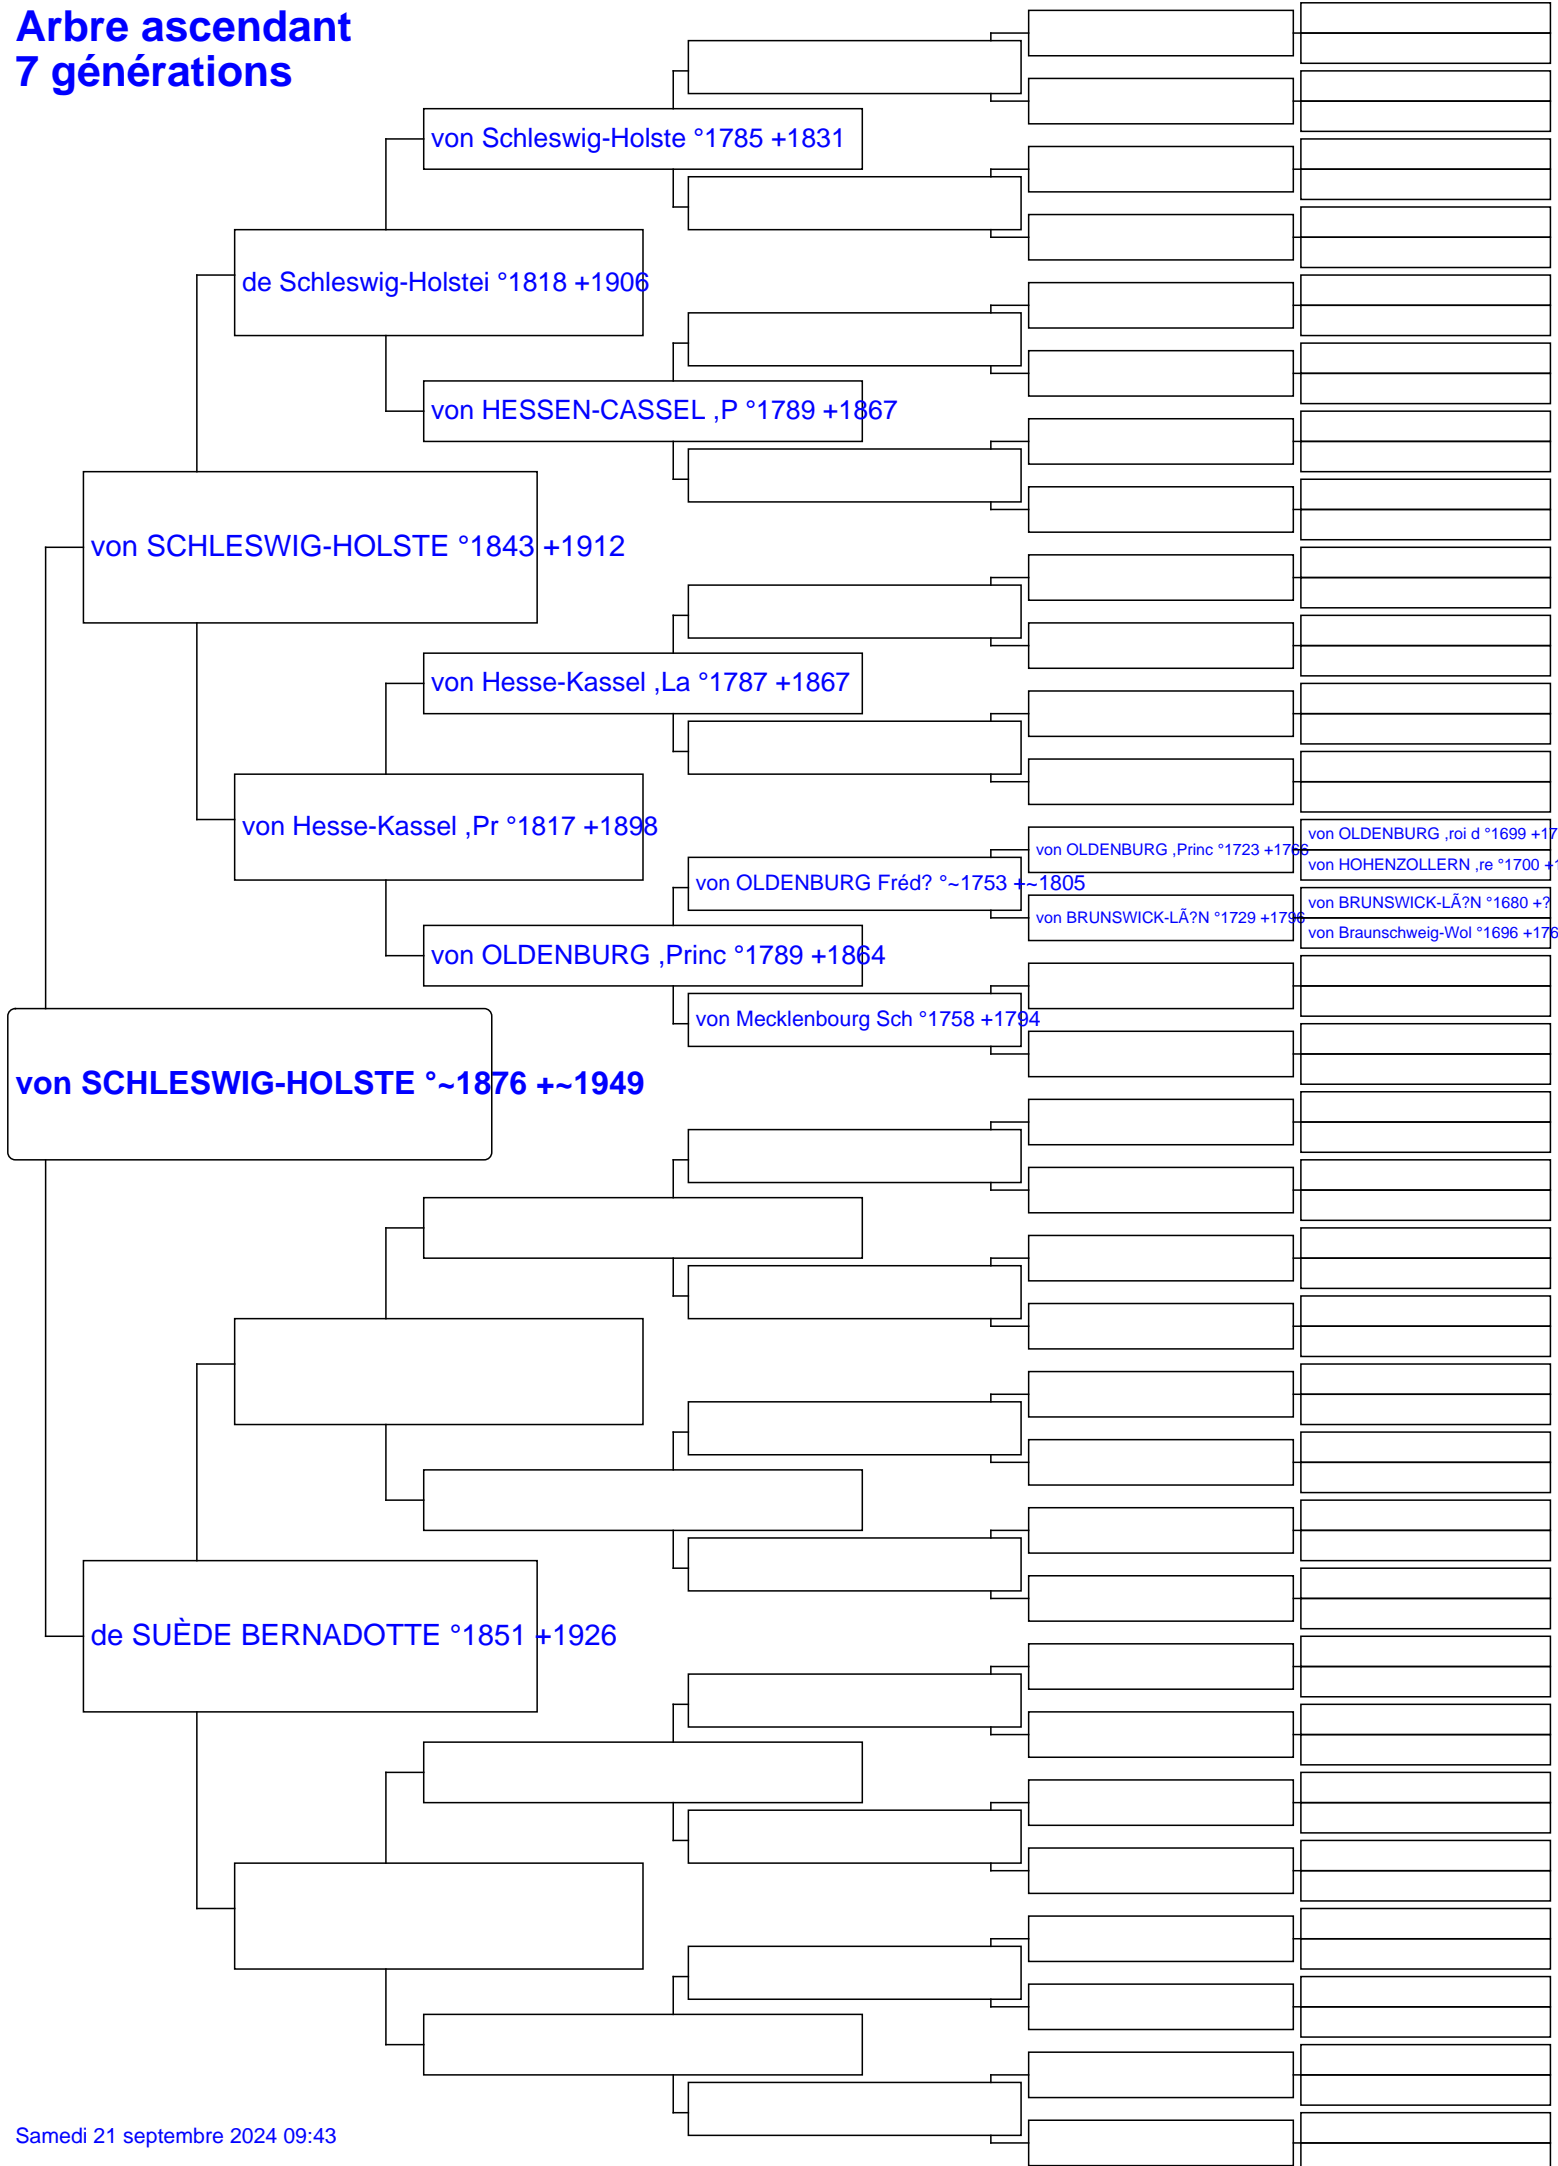 Arbre ascendant
7 générations
von Schleswig-Holste °1785 +1831
de Schleswig-Holstei °1818 +1906
von HESSEN-CASSEL ,P °1789 +1867
von SCHLESWIG-HOLSTE °1843 +1912
von Hesse-Kassel ,La °1787 +1867
von Hesse-Kassel ,Pr °1817 +1898
von OLDENBURG ,roi d °1699 +17
von OLDENBURG ,Princ °1723 +1766
von HOHENZOLLERN ,re °1700 +1
von OLDENBURG Fréd? °~1753 +~1805
von BRUNSWICK-LÃ?N °1680 +?
von BRUNSWICK-LÃ?N °1729 +1796
von Braunschweig-Wol °1696 +176
von OLDENBURG ,Princ °1789 +1864
von Mecklenbourg Sch °1758 +1794
von SCHLESWIG-HOLSTE °~1876 +~1949
de SUÈDE BERNADOTTE °1851 +1926
Samedi 21 septembre 2024 09:43